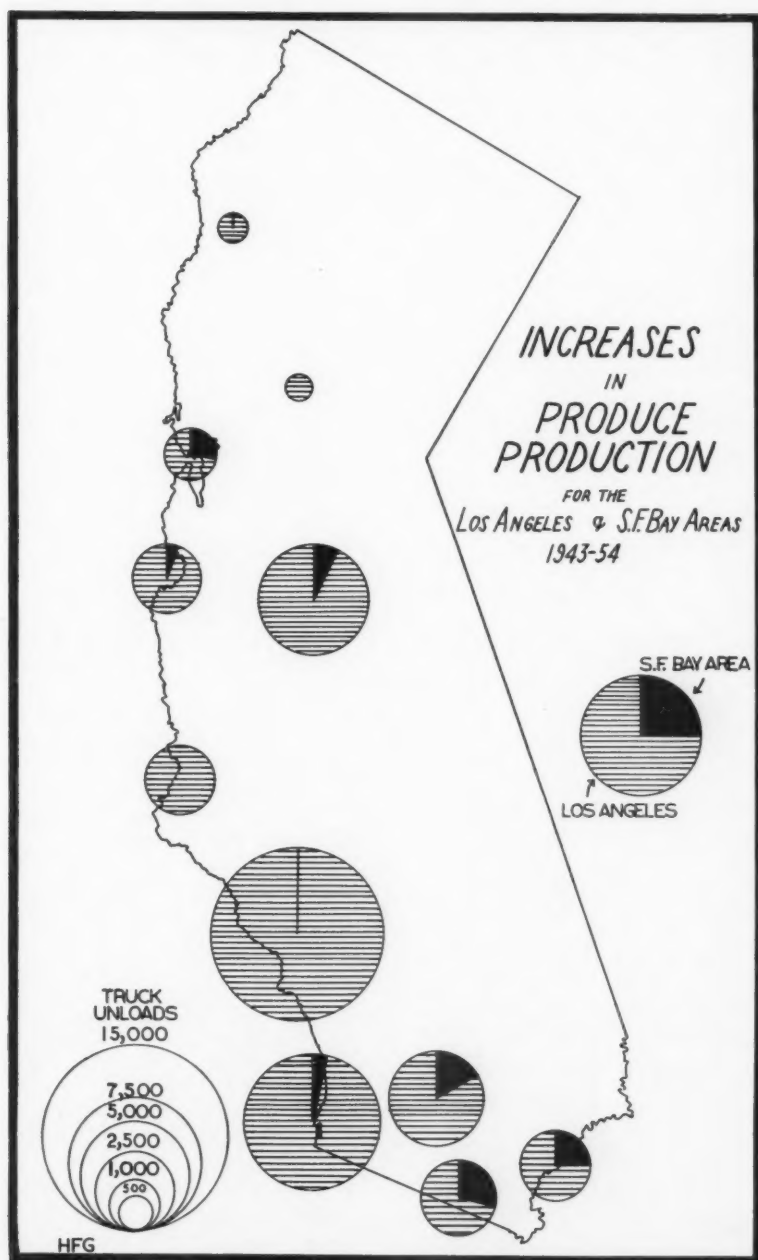 INCREASES
IN
PRODUCE
PRODUCTION
FOR THE
LOS ANGELES & S.F. BAY AREAS
1943-54
S.F. BAY AREA
LOS ANGELES
TRUCK
UNLOADS
15,000
7,500
5,000
2,500
1,000
500
HFG